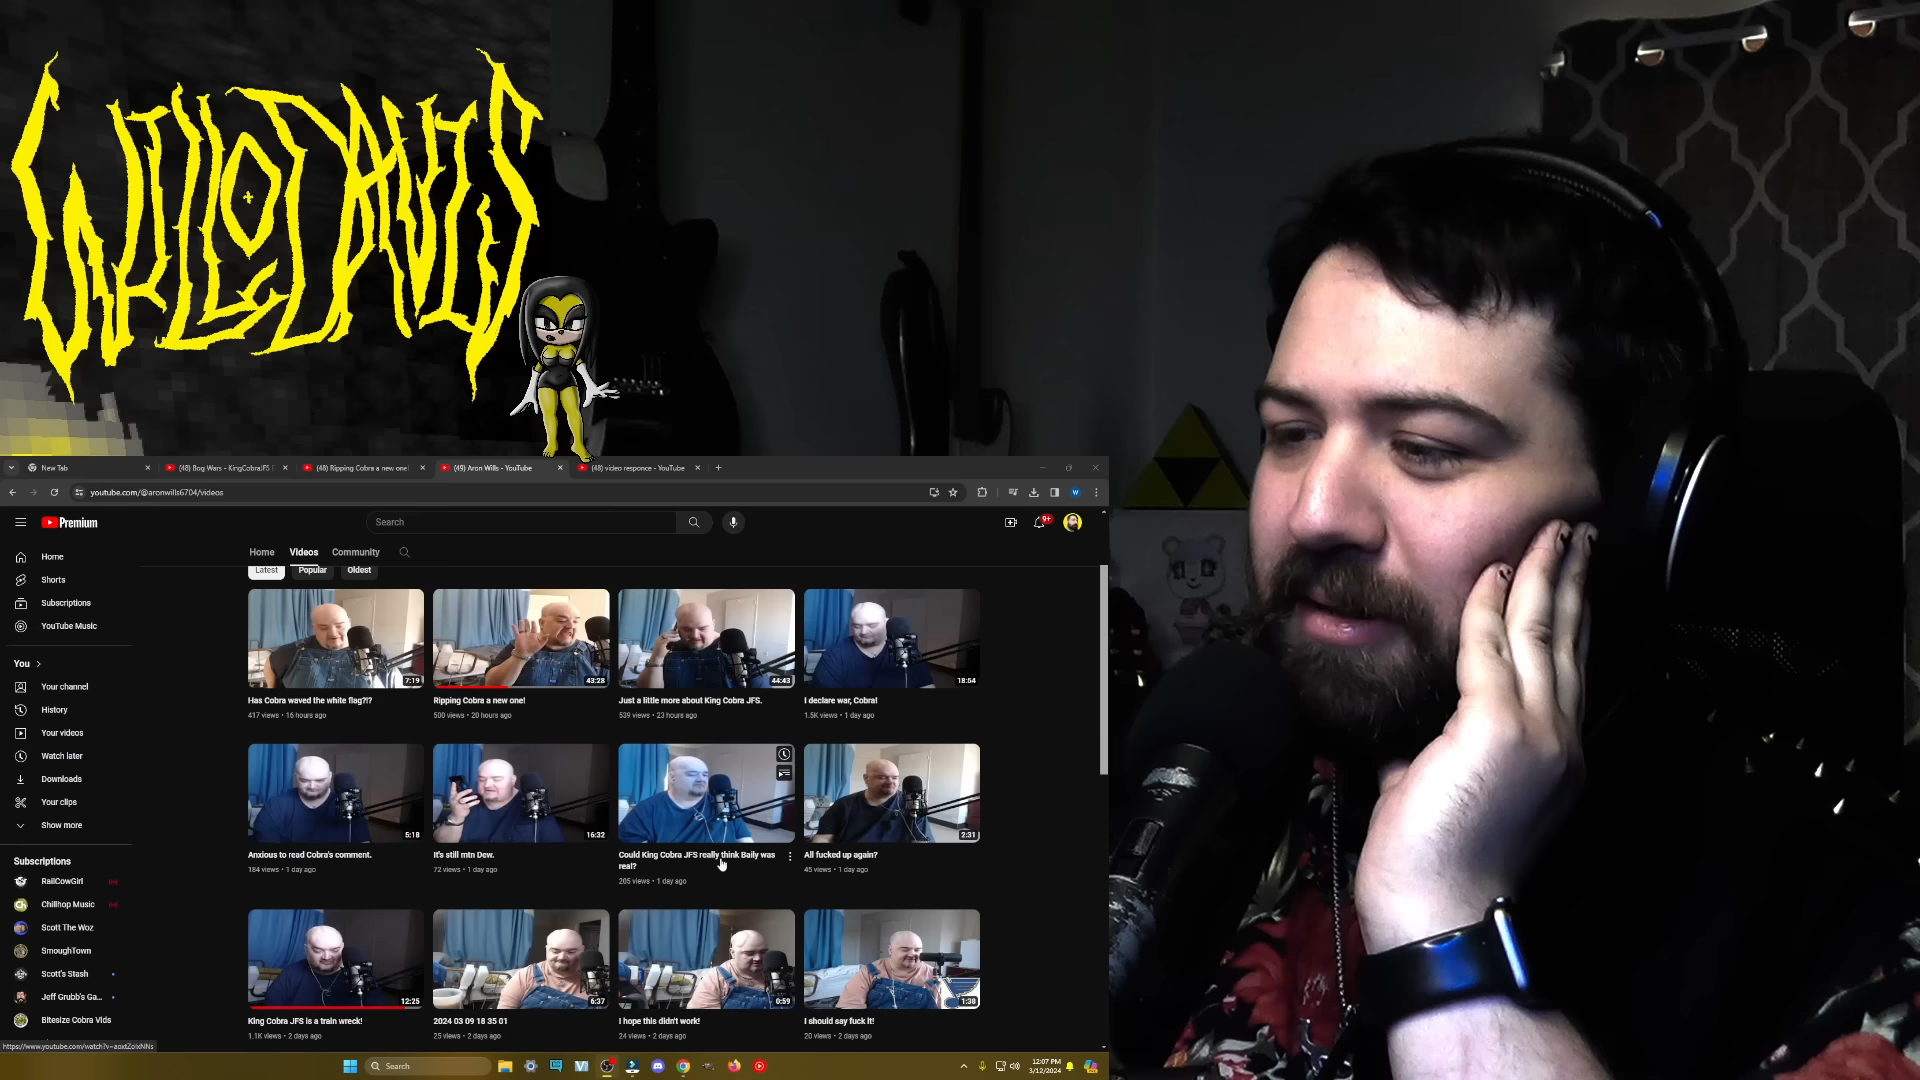 WILLO DAVIS
New Tab
(48) Bog Wars - KingCobraJFS
(48) Ripping Cobra a new one!
(49) Aron Wills - YouTube
(48) video responce - YouTube
youtube.com/@aronwills6704/videos
W
Premium
Search
9+
Home
Videos
Community
Latest
Popular
Oldest
Home
Shorts
Subscriptions
YouTube Music
You
Your channel
History
Your videos
Watch later
Downloads
Your clips
Show more
Subscriptions
RailCowGirl
Chillhop Music
Scott The Woz
SmoughTown
Scott's Stash
Jeff Grubb's Ga...
Bitesize Cobra Vids
7:19
43:28
44:43
18:54
Has Cobra waved the white flag?!?
Ripping Cobra a new one!
Just a little more about King Cobra JFS.
I declare war, Cobra!
417 views • 16 hours ago
500 views • 20 hours ago
539 views • 23 hours ago
1.5K views • 1 day ago
5:18
16:32
2:31
Anxious to read Cobra's comment.
It's still mtn Dew.
Could King Cobra JFS really think Baily was
real?
All fucked up again?
184 views • 1 day ago
72 views • 1 day ago
205 views • 1 day ago
45 views • 1 day ago
12:25
6:37
0:59
1:38
King Cobra JFS is a train wreck!
2024 03 09 18 35 01
I hope this didn't work!
I should say fuck it!
1.1K views • 2 days ago
25 views • 2 days ago
24 views • 2 days ago
20 views • 2 days ago
Search
12:07 PM
3/12/2024